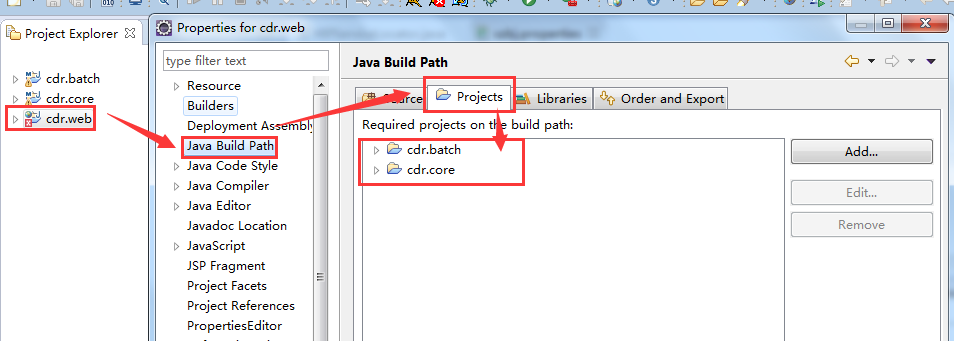 Project Explorer
cdr.batch
cdr.core
cdr.web
Properties for cdr.web
type filter text
Resource
Builders
Deployment Assembly
Java Build Path
Java Code Style
Java Compiler
Java Editor
Javadoc Location
JavaScript
JSP Fragment
Project Facets
Project References
PropertiesEditor
Java Build Path
Source
Projects
Libraries
Order and Export
Required projects on the build path:
cdr.batch
cdr.core
Add...
Edit...
Remove